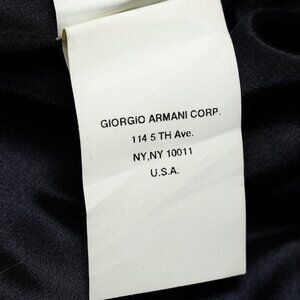 GIORGIO ARMANI CORP.
114 5 TH Ave.
NY,NY 10011
U.S.A.